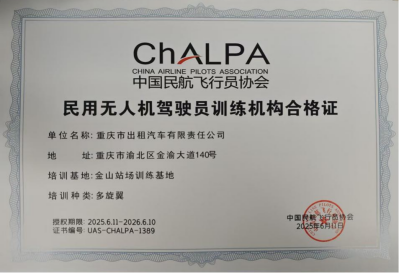 ChALPA
CHINA AIRLINE PILOTS ASSOCIATION
中国民航飞行员协会
民用无人机驾驶员训练机构合格证
单位名称：重庆市出租汽车有限责任公司
地 址：重庆市渝北区金渝大道140号
培训基地：金山站场训练基地
培训种类：多旋翼
授权期限：2025.6.11-2026.6.10
证书编号：UAS-CHALPA-1389
中国民航飞行员协会
2025年6月11日